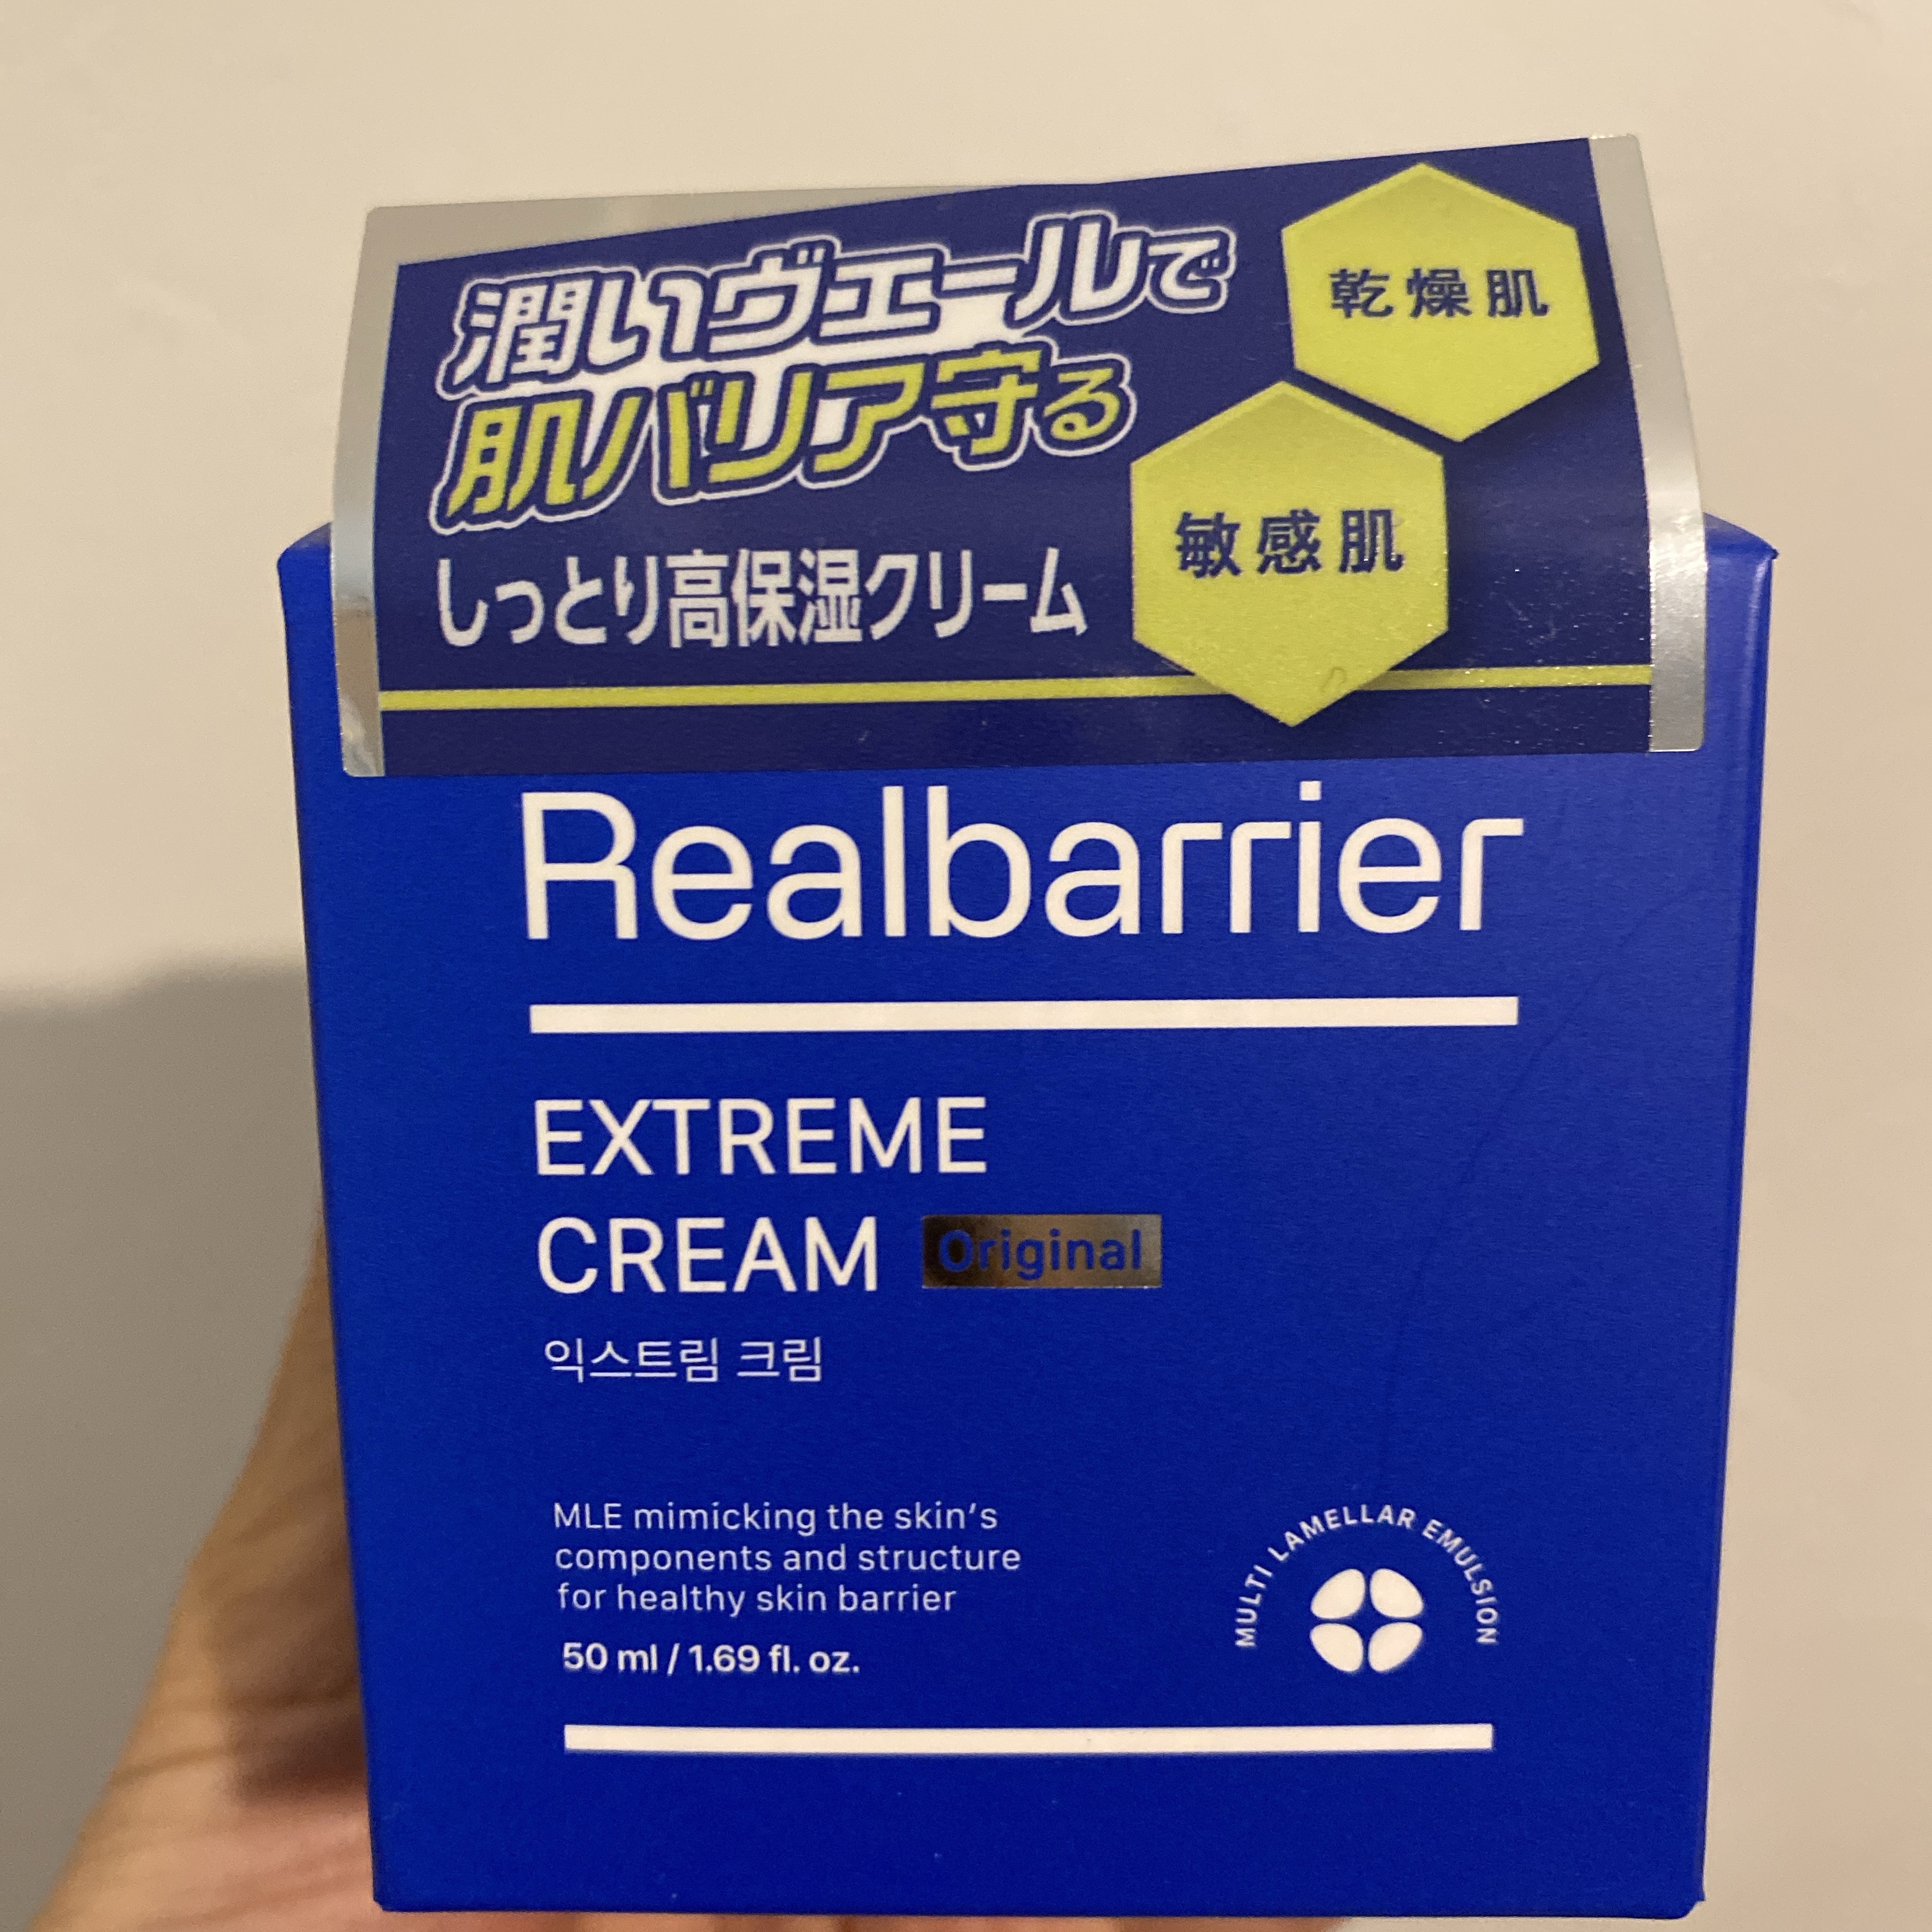 潤いヴェールで
肌バリア守る
しっとり高保湿クリーム
乾燥肌
敏感肌
Realbarrier
EXTREME
CREAM Original
익스트림 크림
MLE mimicking the skin's
components and structure
for healthy skin barrier
50 ml / 1.69 fl. oz.
MULTI LAMELLAR EMULSION